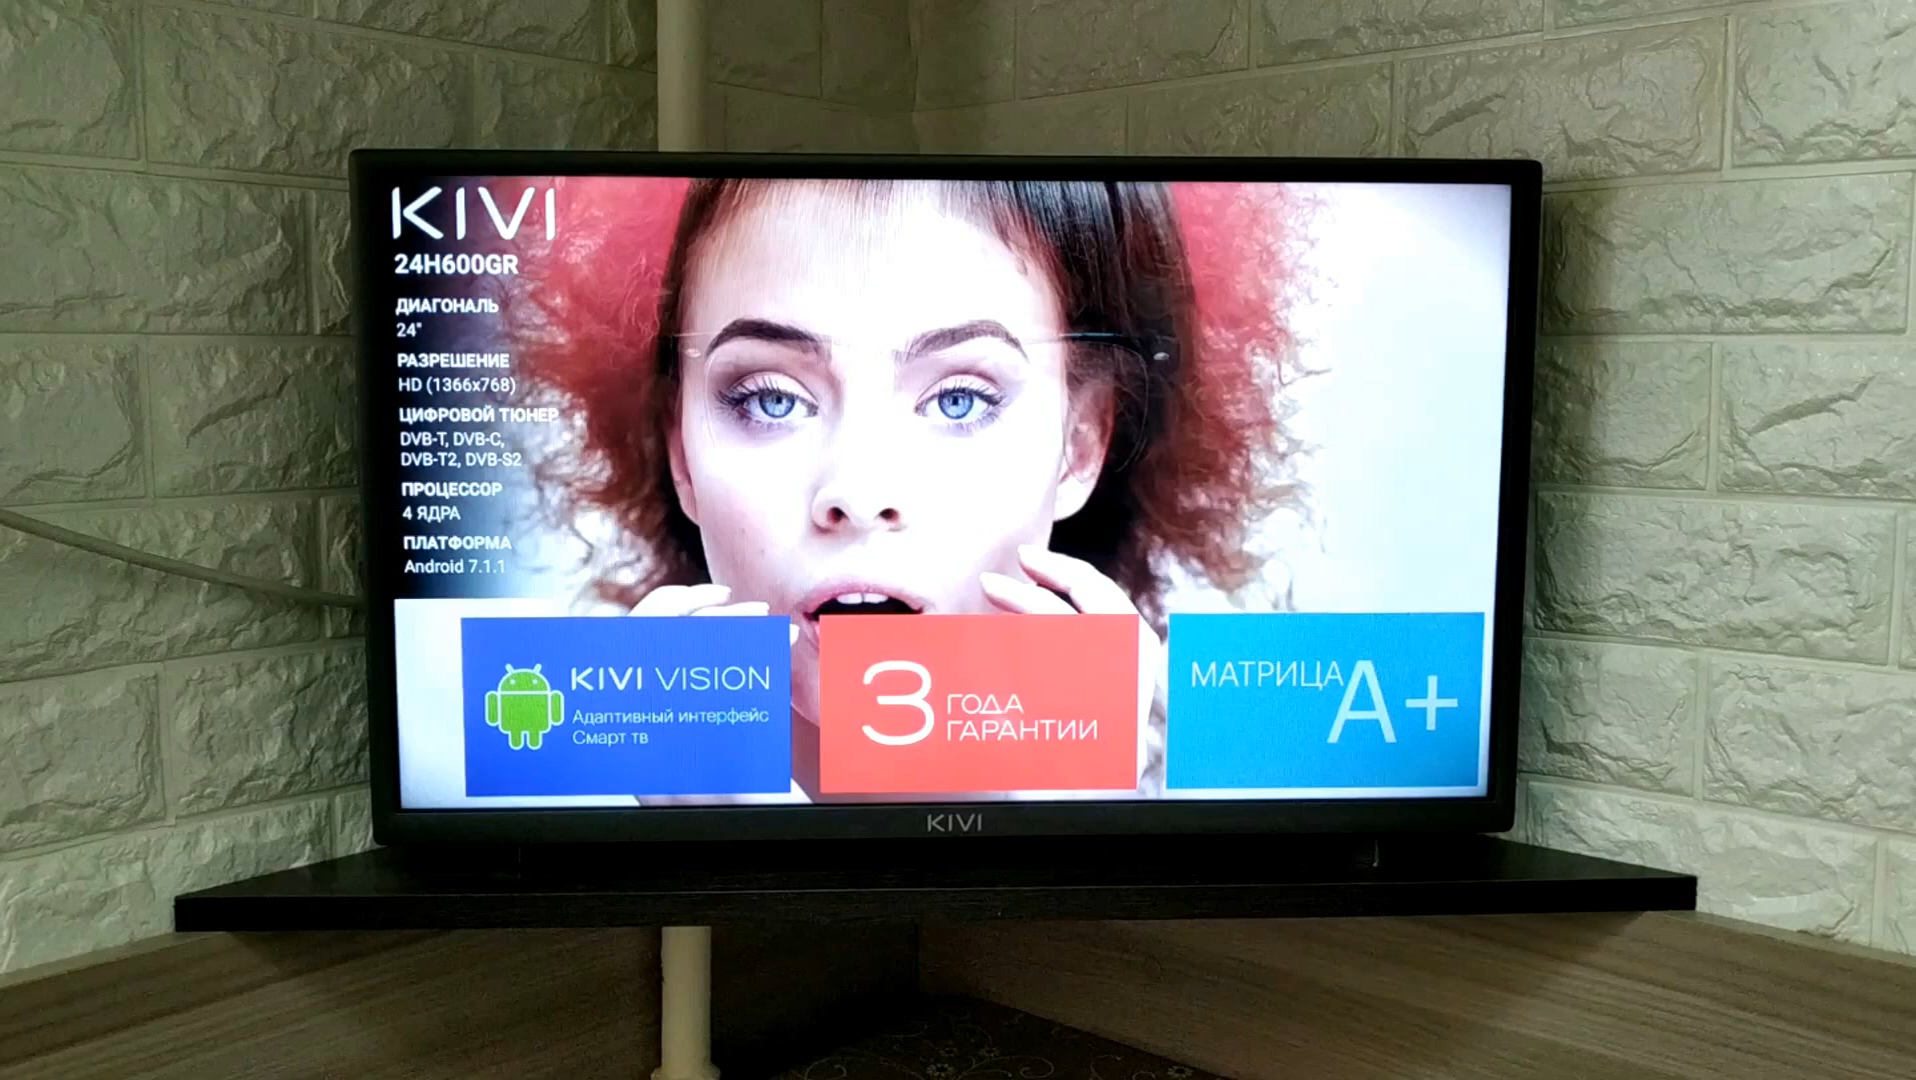 KIVI
24H600GR
ДИАГОНАЛЬ
24"
РАЗРЕШЕНИЕ
HD (1366x768)
ЦИФРОВОЙ ТЮНЕР
DVB-T, DVB-C,
DVB-T2, DVB-S2
ПРОЦЕССОР
4 ЯДРА
ПЛАТФОРМА
Android 7.1.1
KIVI VISION
Адаптивный интерфейс
Смарт тв
3 ГОДА
ГАРАНТИИ
МАТРИЦА A+
KIVI